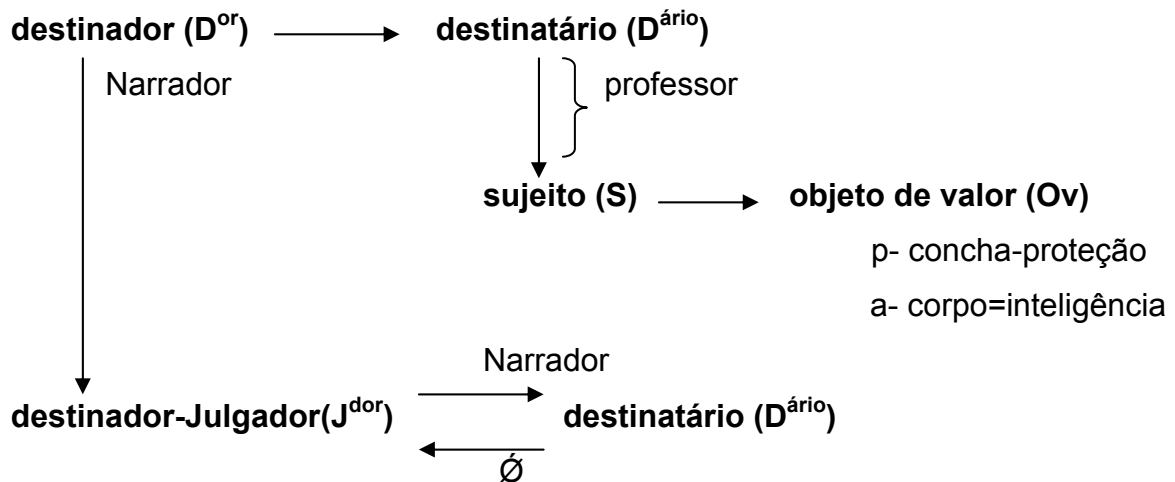 destinador (D^or) destinatário (D^ário)
Narrador professor
sujeito (S) objeto de valor (Ov)
p- concha-proteção
a- corpo=inteligência
Narrador
destinador-Julgador(J^dor) destinatário (D^ário)
Ǿ